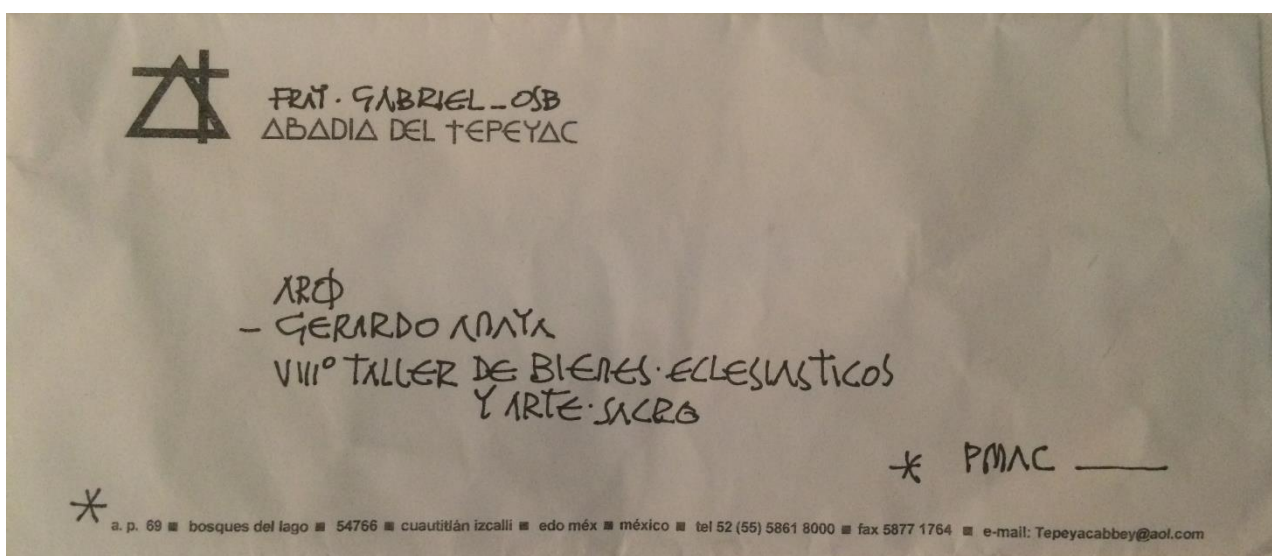 FRAY · GABRIEL - OSB
ABADIA DEL TEPEYAC
ARQ
- GERARDO ANAYA
VIIIº TALLER DE BIENES · ECLESIASTICOS
Y ARTE · SACRO
* PMAC ____
* a. p. 69 ■ bosques del lago ■ 54766 ■ cuautitlán izcalli ■ edo méx ■ méxico ■ tel 52 (55) 5861 8000 ■ fax 5877 1764 ■ e-mail: Tepeyacabbey@aol.com